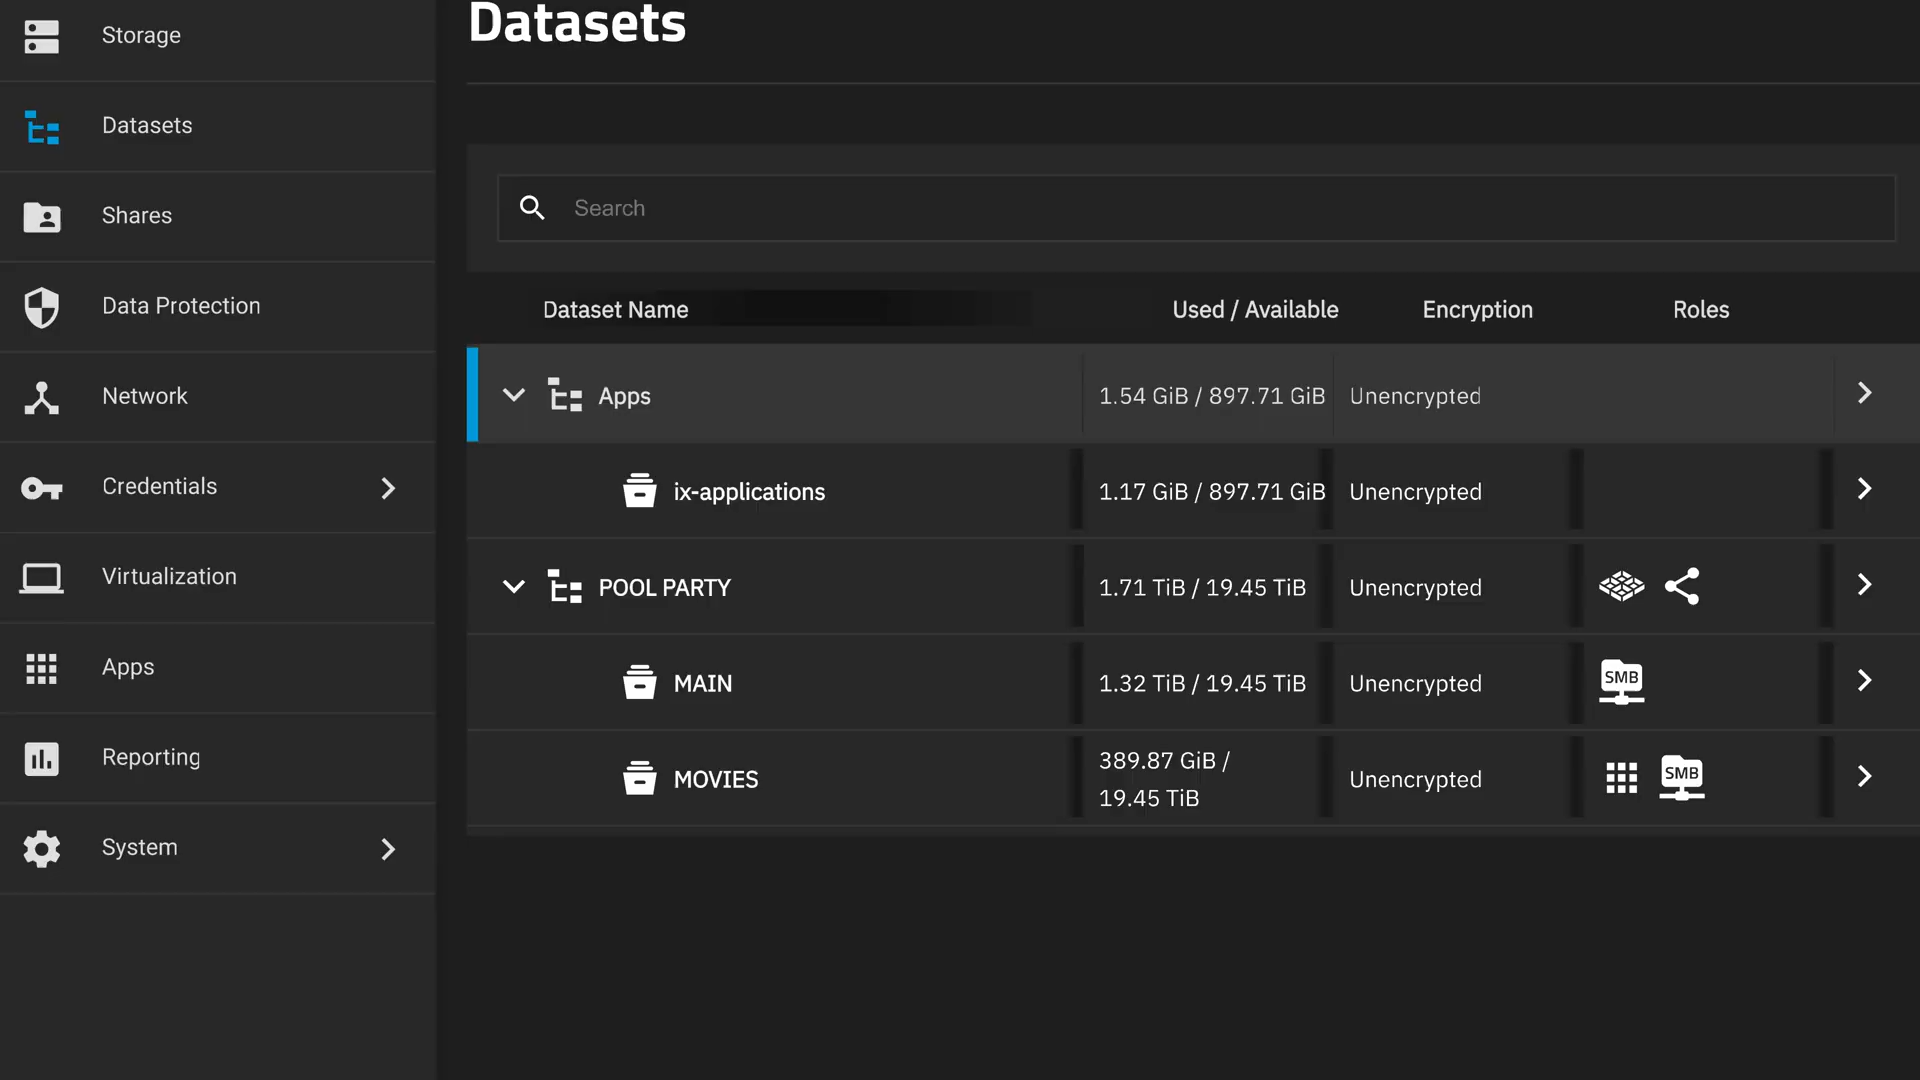 Storage
Datasets
Shares
Data Protection
Network
Credentials
Virtualization
Apps
Reporting
System
Datasets
Search
Dataset Name Used / Available Encryption Roles
Apps 1.54 GiB / 897.71 GiB Unencrypted
ix-applications 1.17 GiB / 897.71 GiB Unencrypted
POOL PARTY 1.71 TiB / 19.45 TiB Unencrypted
MAIN 1.32 TiB / 19.45 TiB Unencrypted SMB
MOVIES 389.87 GiB / 19.45 TiB Unencrypted SMB